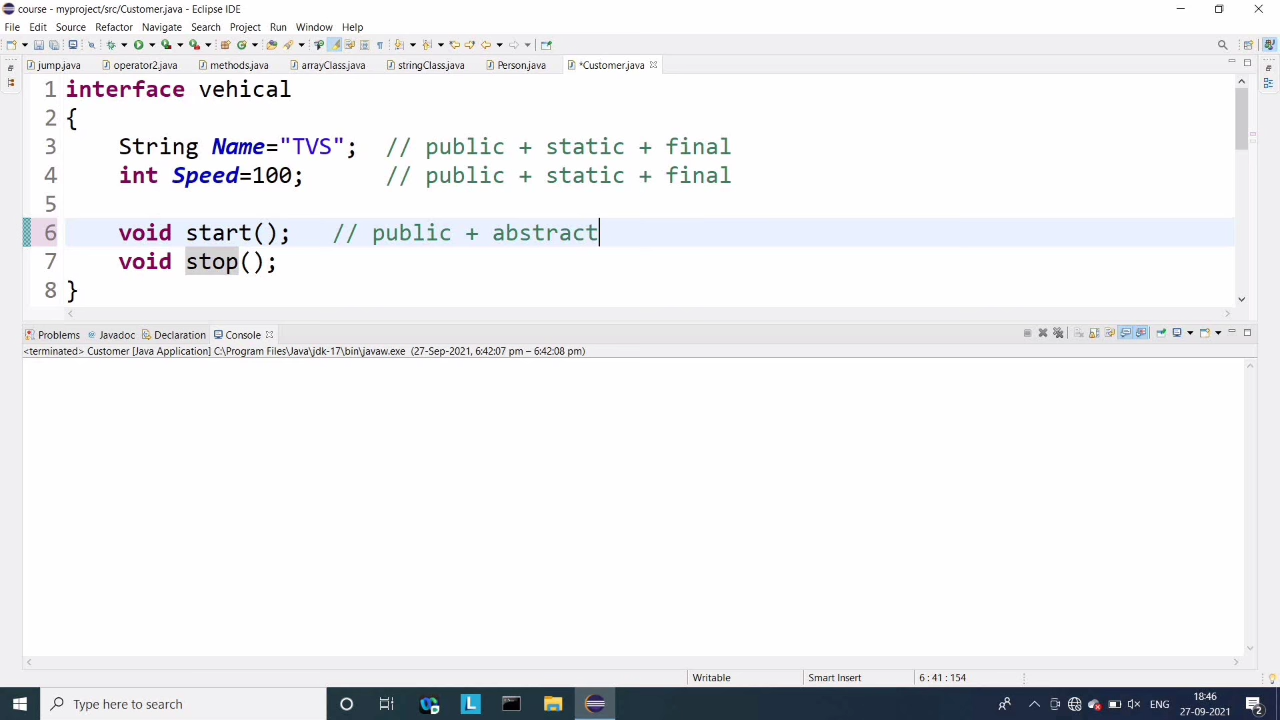 course - myproject/src/Customer.java - Eclipse IDE
File Edit Source Refactor Navigate Search Project Run Window Help
jump.java operator2.java methods.java arrayClass.java stringClass.java Person.java *Customer.java
1 interface vehical
2 {
3 String Name="TVS"; // public + static + final
4 int Speed=100; // public + static + final
5
6 void start(); // public + abstract
7 void stop();
8 }
Problems Javadoc Declaration Console
<terminated> Customer [Java Application] C:\Program Files\Java\jdk-17\bin\javaw.exe (27-Sep-2021, 6:42:07 pm – 6:42:08 pm)
Writable Smart Insert 6 : 41 : 154
Type here to search
L
ENG
18:46
27-09-2021
2